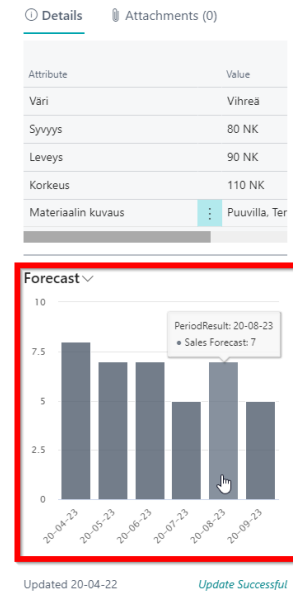 Details Attachments (0)
Attribute Value
Väri Vihreä
Syvyys 80 NK
Leveys 90 NK
Korkeus 110 NK
Materiaalin kuvaus Puuvilla, Ter
Forecast
10
PeriodResult: 20-08-23
• Sales Forecast: 7
7.5
5
2.5
0
20-04-23 20-05-23 20-06-23 20-07-23 20-08-23 20-09-23
Updated 20-04-22 Update Successful